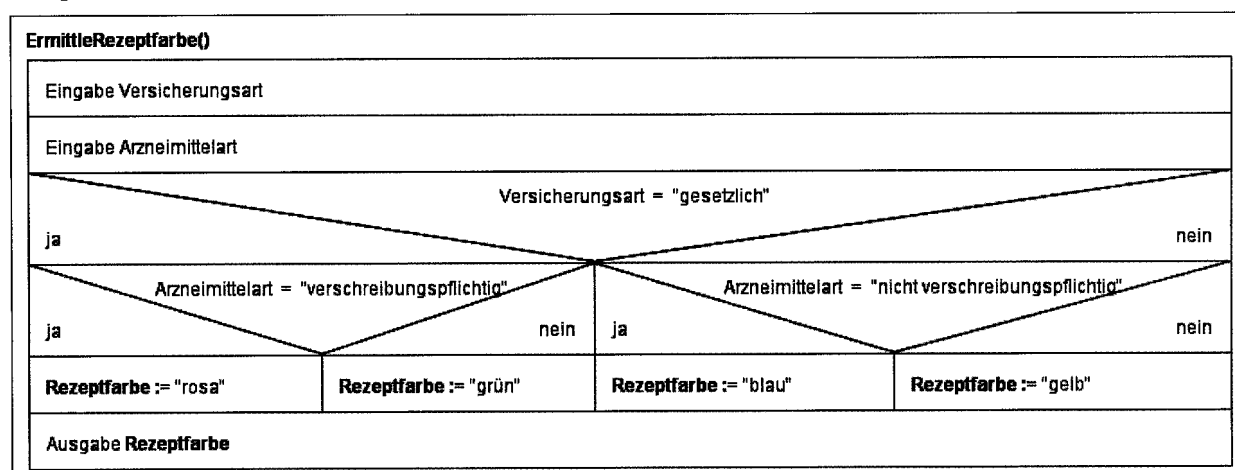 ErmittleRezeptfarbe()
Eingabe Versicherungsart
Eingabe Arzneimittelart
Versicherungsart = "gesetzlich"
ja
nein
Arzneimittelart = "verschreibungspflichtig"
Arzneimittelart = "nicht verschreibungspflichtig"
ja
nein
ja
nein
Rezeptfarbe := "rosa"
Rezeptfarbe := "grün"
Rezeptfarbe := "blau"
Rezeptfarbe := "gelb"
Ausgabe Rezeptfarbe